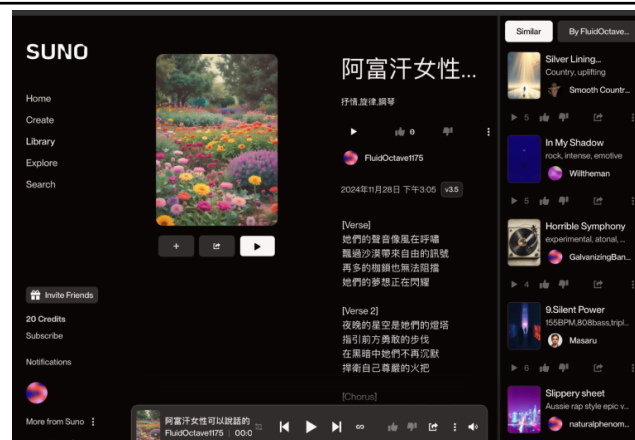 SUNO
Home
Create
Library
Explore
Search
Invite Friends
20 Credits
Subscribe
Notifications
More from Suno
阿富汗女性...
抒情,旋律,鋼琴
0
FluidOctave1175
2024年11月28日 下午3:05 v3.5
[Verse]
她們的聲音像風在呼嘯
飄過沙漠帶來自由的訊號
再多的枷鎖也無法阻擋
她們的夢想正在閃耀
[Verse 2]
夜晚的星空是她們的燈塔
指引前方勇敢的步伐
在黑暗中她們不再沉默
捍衛自己尊嚴的火把
[Chorus]
阿富汗女性可以說話的
FluidOctave1175 00:0
Similar
By FluidOctave...
Silver Lining...
Country, uplifting
Smooth Countr...
5
In My Shadow
rock, intense, emotive
Wiltheman
5
Horrible Symphony
experimental, atonal, ...
GalvanizingBan...
4
9.Silent Power
155BPM,808bass,tripl...
Masaru
6
Slippery sheet
Aussie rap style epic v...
naturalphenom...